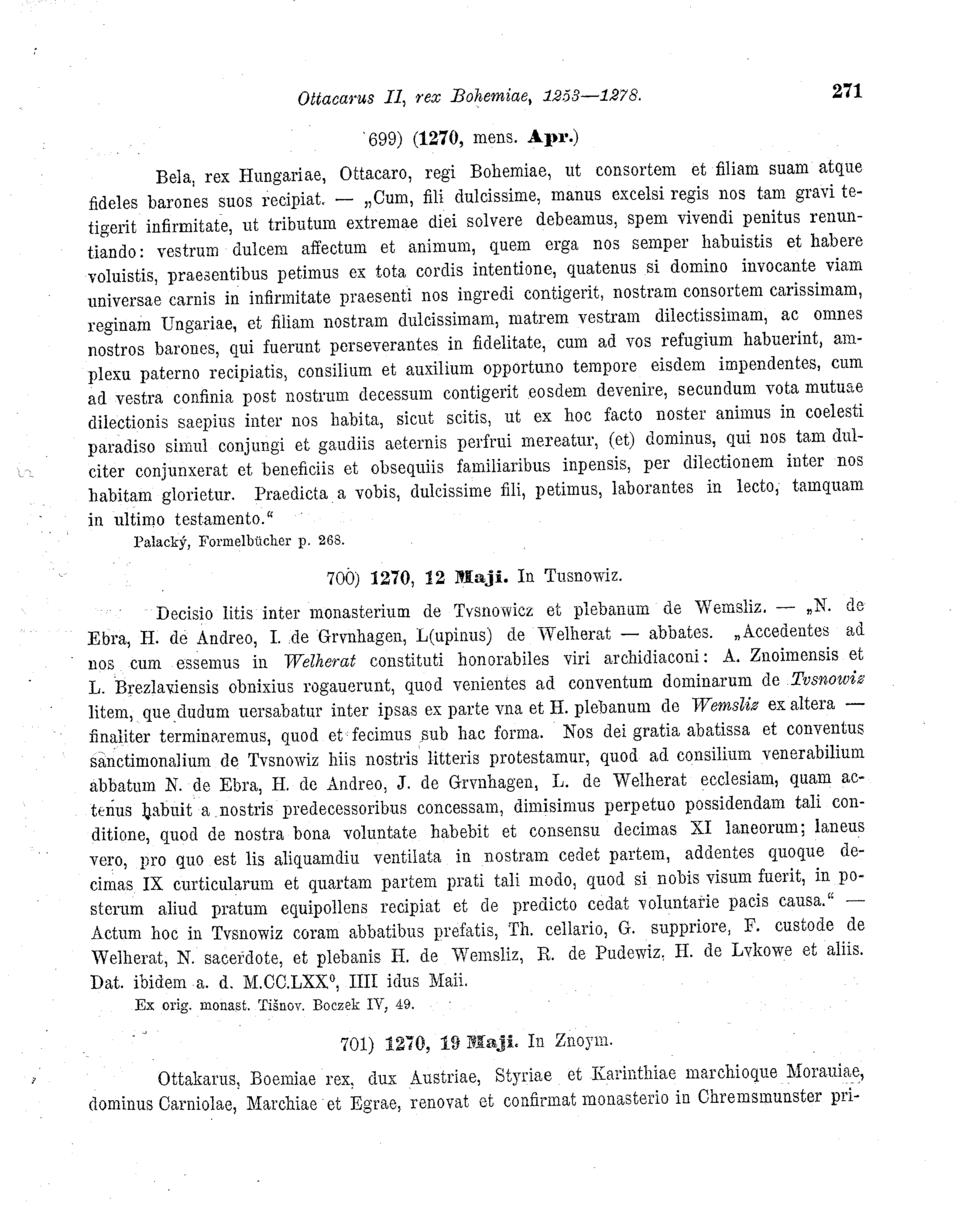 Ottacarus II, rex Bohemiae, 1253—1278. 271
699) (1270, mens. Apr.)
Bela, rex Hungariae, Ottacaro, regi Bohemiae, ut consortem et filiam suam atque
fideles barones suos recipiat. — „Cum, fili dulcissime, manus excelsi regis nos tam gravi te-
tigerit infirmitate, ut tributum extremae diei solvere debeamus, spem vivendi penitus renun-
tiando: vestrum dulcem affectum et animum, quem erga nos semper habuistis et habere
voluistis, praesentibus petimus ex tota cordis intentione, quatenus si domino invocante viam
universae carnis in infirmitate praesenti nos ingredi contigerit, nostram consortem carissimam,
reginam Ungariae, et filiam nostram dulcissimam, matrem vestram dilectissimam, ac omnes
nostros barones, qui fuerunt perseverantes in fidelitate, cum ad vos refugium habuerint, am-
plexu paterno recipiatis, consilium et auxilium opportuno tempore eisdem impendentes, cum
ad vestra confinia post nostrum decessum contigerit eosdem devenire, secundum vota mutuae
dilectionis saepius inter nos habita, sicut scitis, ut ex hoc facto noster animus in coelesti
paradiso simul conjungi et gaudiis aeternis perfrui mereatur, (et) dominus, qui nos tam dul-
citer conjunxerat et beneficiis et obsequiis familiaribus inpensis, per dilectionem inter nos
habitam glorietur. Praedicta a vobis, dulcissime fili, petimus, laborantes in lecto, tamquam
in ultimo testamento.“
Palacký, Formelbücher p. 268.
700) 1270, 12 Maji. In Tusnowiz.
Decisio litis inter monasterium de Tvsnowicz et plebanum de Wemsliz. — „N. de
Ebra, H. de Andreo, I. de Grvnhagen, L(upinus) de Welherat — abbates. „Accedentes ad
nos cum essemus in Welherat constituti honorabiles viri archidiaconi: A. Znoimensis et
L. Brezlaviensis obnixius rogauerunt, quod venientes ad conventum dominarum de Tvsnowiz
litem, que dudum uersabatur inter ipsas ex parte vna et H. plebanum de Wemsliz ex altera —
finaliter terminaremus, quod et fecimus sub hac forma. Nos dei gratia abatissa et conventus
sanctimonalium de Tvsnowiz hiis nostris litteris protestamur, quod ad consilium venerabilium
abbatum N. de Ebra, H. de Andreo, J. de Grvnhagen, L. de Welherat ecclesiam, quam ac-
tenus habuit a nostris predecessoribus concessam, dimisimus perpetuo possidendam tali con-
ditione, quod de nostra bona voluntate habebit et consensu decimas XI laneorum; laneus
vero, pro quo est lis aliquamdiu ventilata in nostram cedet partem, addentes quoque de-
cimas IX curticularum et quartam partem prati tali modo, quod si nobis visum fuerit, in po-
sterum aliud pratum equipollens recipiat et de predicto cedat voluntarie pacis causa.“ —
Actum hoc in Tvsnowiz coram abbatibus prefatis, Th. cellario, G. suppriore, F. custode de
Welherat, N. sacerdote, et plebanis H. de Wemsliz, R. de Pudewiz, H. de Lvkowe et aliis.
Dat. ibidem a. d. M.CC.LXX⁰, IIII idus Maii.
Ex orig. monast. Tišnov. Boczek IV, 49.
701) 1270, 19 Maji. In Znoym.
Ottakarus, Boemiae rex, dux Austriae, Styriae et Karinthiae marchioque Morauiae,
dominus Carniolae, Marchiae et Egrae, renovat et confirmat monasterio in Chremsmunster pri-